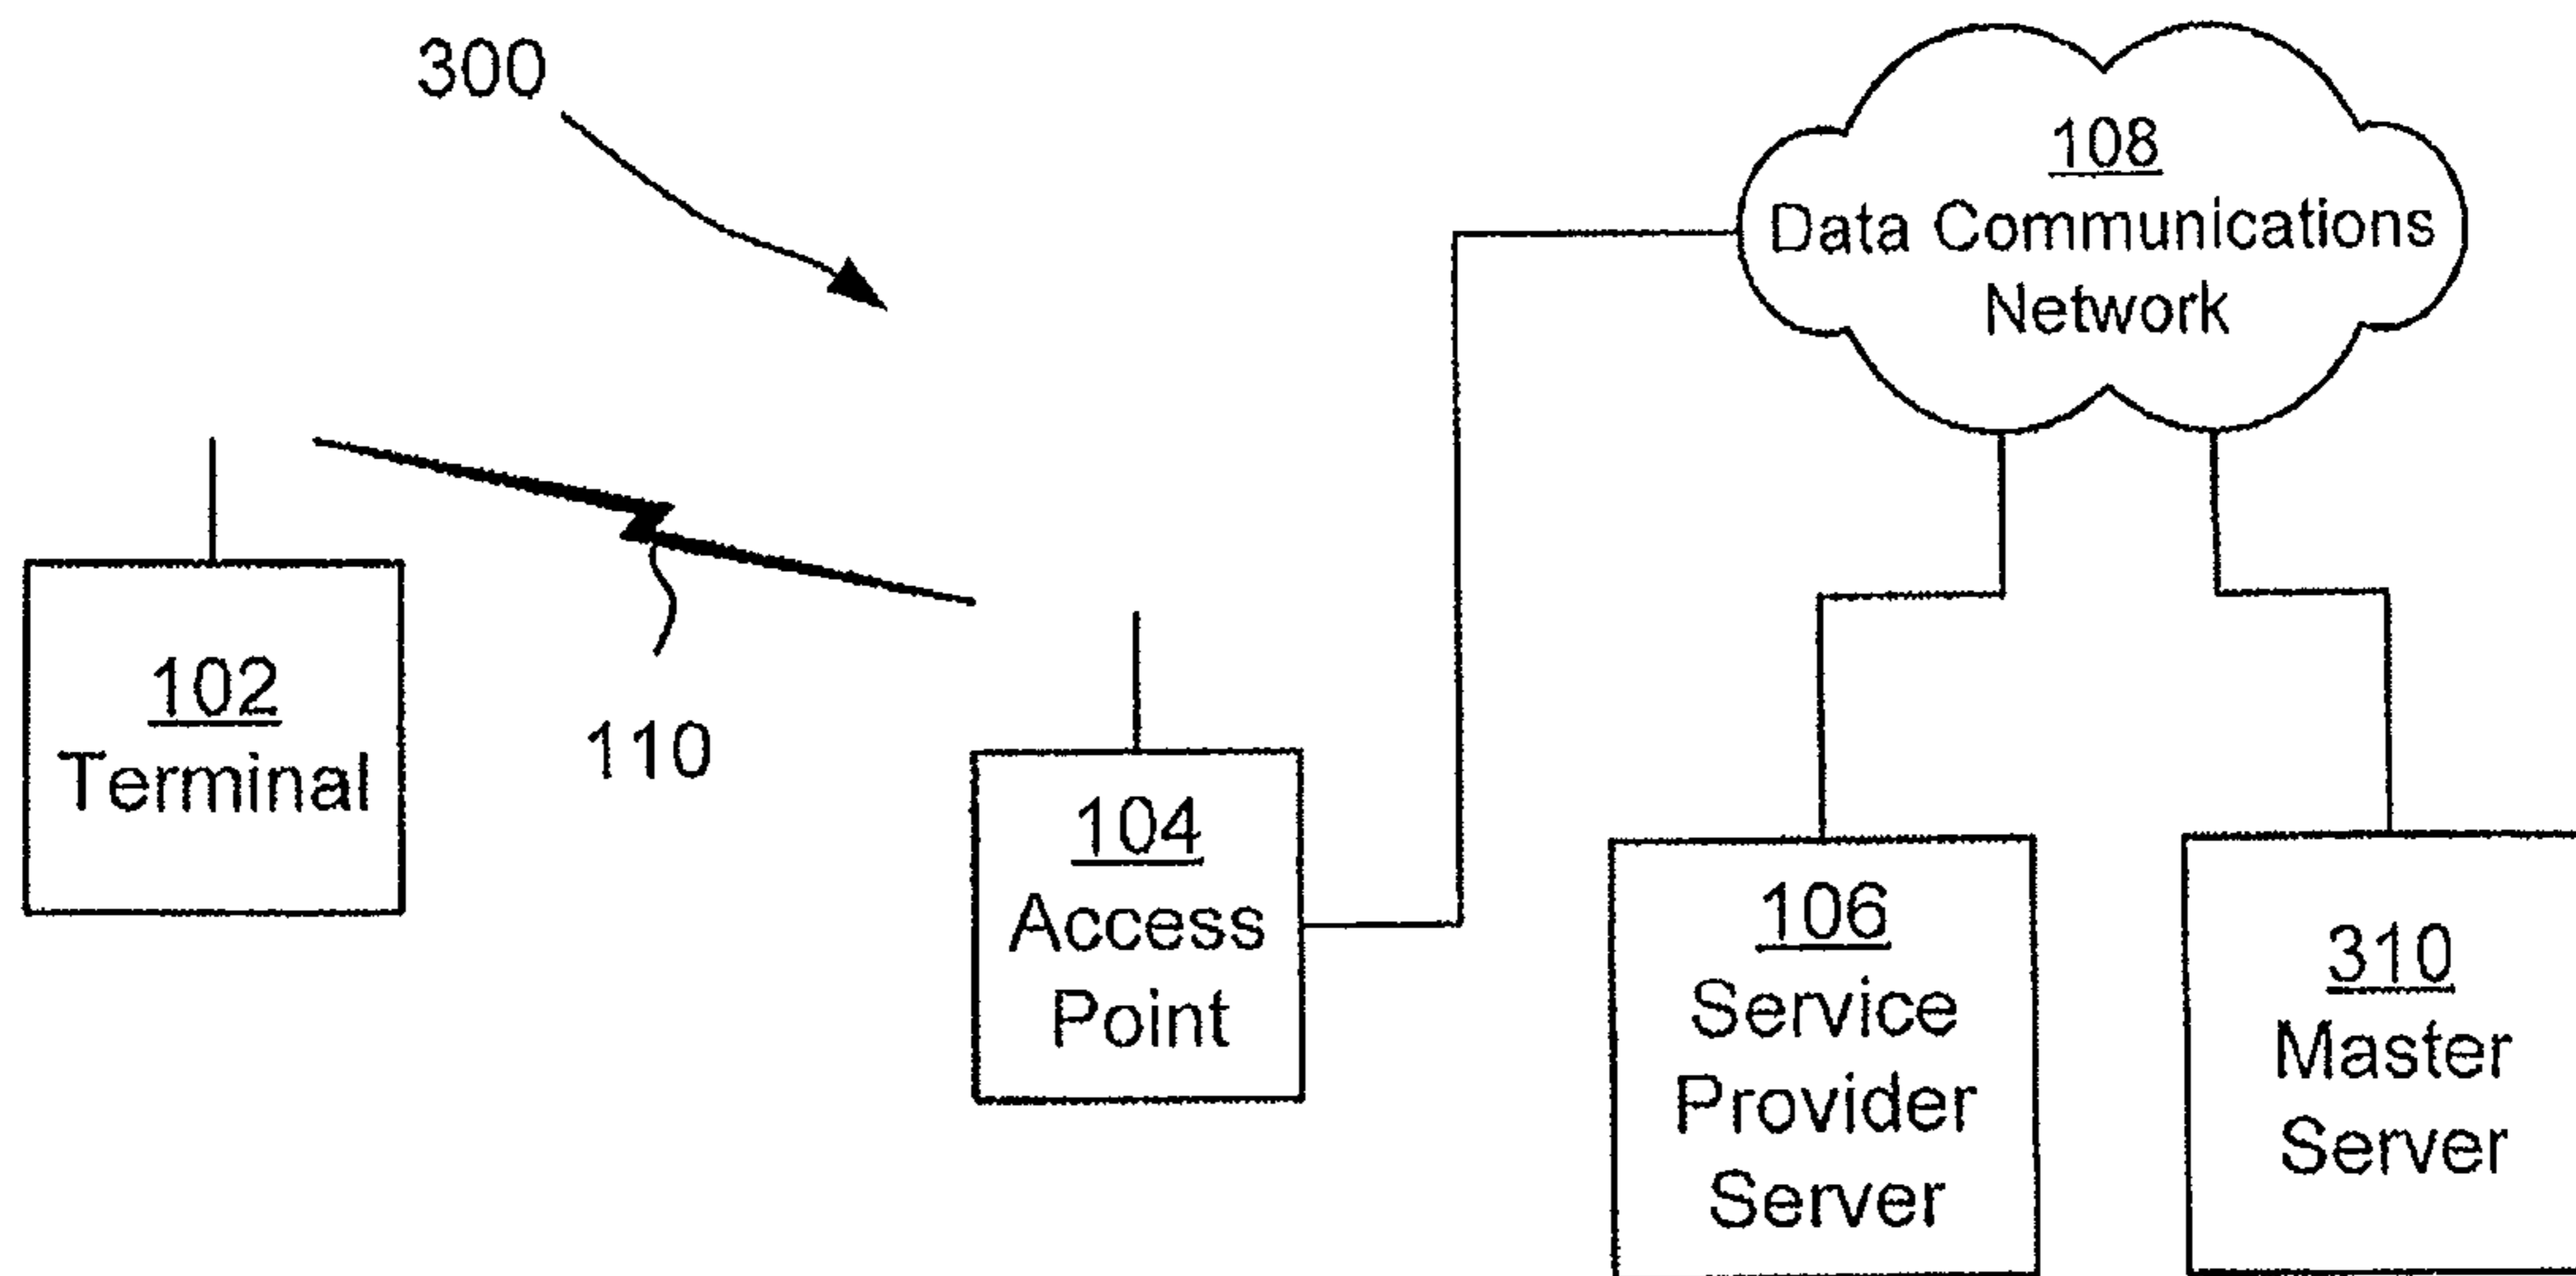 300
108
Data Communications
Network
102
Terminal
110
104
Access
Point
106
Service
Provider
Server
310
Master
Server